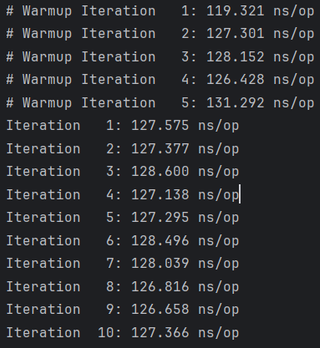 # Warmup Iteration   1: 119.321 ns/op
# Warmup Iteration   2: 127.301 ns/op
# Warmup Iteration   3: 128.152 ns/op
# Warmup Iteration   4: 126.428 ns/op
# Warmup Iteration   5: 131.292 ns/op
Iteration   1: 127.575 ns/op
Iteration   2: 127.377 ns/op
Iteration   3: 128.600 ns/op
Iteration   4: 127.138 ns/op
Iteration   5: 127.295 ns/op
Iteration   6: 128.496 ns/op
Iteration   7: 128.039 ns/op
Iteration   8: 126.816 ns/op
Iteration   9: 126.658 ns/op
Iteration  10: 127.366 ns/op